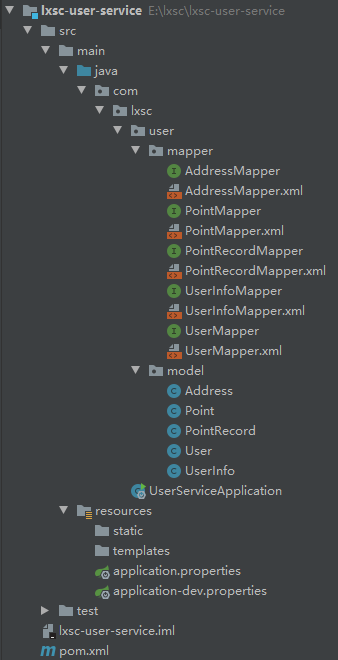 lxsc-user-service E:\lxsc\lxsc-user-service
src
main
java
com
lxsc
user
mapper
AddressMapper
AddressMapper.xml
PointMapper
PointMapper.xml
PointRecordMapper
PointRecordMapper.xml
UserInfoMapper
UserInfoMapper.xml
UserMapper
UserMapper.xml
model
Address
Point
PointRecord
User
UserInfo
UserServiceApplication
resources
static
templates
application.properties
application-dev.properties
test
lxsc-user-service.iml
pom.xml